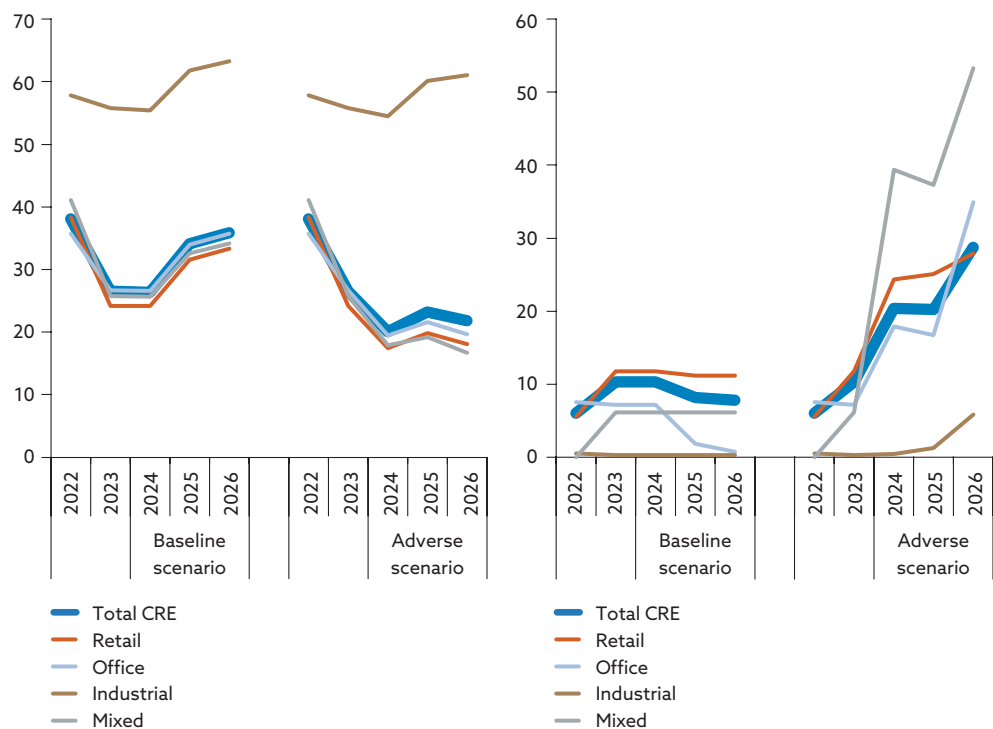 70
60
50
40
30
20
10
0
2022
2023
2024
2025
2026
2022
2023
2024
2025
2026
Baseline
scenario
Adverse
scenario
Total CRE
Retail
Office
Industrial
Mixed
60
50
40
30
20
10
0
2022
2023
2024
2025
2026
2022
2023
2024
2025
2026
Baseline
scenario
Adverse
scenario
Total CRE
Retail
Office
Industrial
Mixed